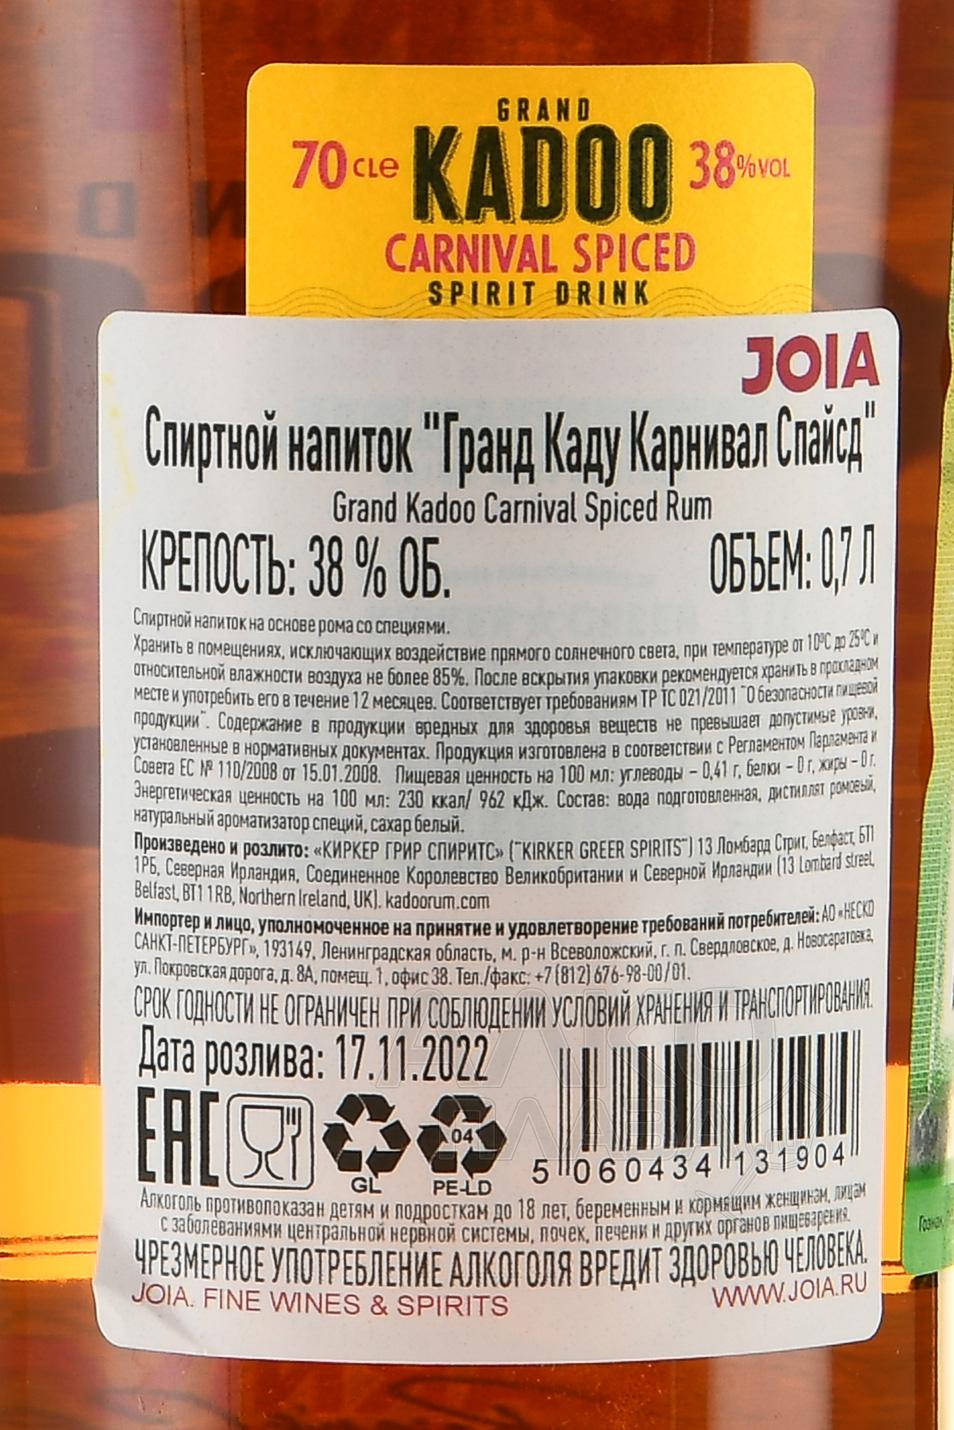 GRAND
70 cle KADOO 38% VOL
CARNIVAL SPICED
SPIRIT DRINK
JOIA
Спиртной напиток "Гранд Каду Карнивал Спайсд"
Grand Kadoo Carnival Spiced Rum
КРЕПОСТЬ: 38 % ОБ. ОБЪЕМ: 0,7 Л
Спиртной напиток на основе рома со специями.
Хранить в помещениях, исключающих воздействие прямого солнечного света, при температуре от 10ºС до 25ºС и
относительной влажности воздуха не более 85%. После вскрытия упаковки рекомендуется хранить в прохладном
месте и употребить его в течение 12 месяцев. Соответствует требованиям ТР ТС 021/2011 "О безопасности пищевой
продукции". Содержание в продукции вредных для здоровья веществ не превышает допустимые уровни,
установленные в нормативных документах. Продукция изготовлена в соответствии с Регламентом Парламента и
Совета ЕС № 110/2008 от 15.01.2008. Пищевая ценность на 100 мл: углеводы – 0,41 г, белки – 0 г, жиры – 0 г.
Энергетическая ценность на 100 мл: 230 ккал/ 962 кДж. Состав: вода подготовленная, дистиллят ромовый,
натуральный ароматизатор специй, сахар белый.
Произведено и розлито: «КИРКЕР ГРИР СПИРИТС» ("KIRKER GREER SPIRITS") 13 Ломбард Стрит, Белфаст, БТ1
1РБ, Северная Ирландия, Соединенное Королевство Великобритании и Северной Ирландии (13 Lombard street,
Belfast, BT1 1RB, Northern Ireland, UK). kadoorum.com
Импортер и лицо, уполномоченное на принятие и удовлетворение требований потребителей: АО «НЕСКО
САНКТ-ПЕТЕРБУРГ», 193149, Ленинградская область, м. р-н Всеволожский, г. п. Свердловское, д. Новосаратовка,
ул. Покровская дорога, д. 8А, помещ. 1, офис 38. Тел./факс: +7 (812) 676-98-00/01.
СРОК ГОДНОСТИ НЕ ОГРАНИЧЕН ПРИ СОБЛЮДЕНИИ УСЛОВИЙ ХРАНЕНИЯ И ТРАНСПОРТИРОВАНИЯ.
Дата розлива: 17.11.2022
EAC
04
GL PE-LD
5 060434 131904
Алкоголь противопоказан детям и подросткам до 18 лет, беременным и кормящим женщинам, лицам
с заболеваниями центральной нервной системы, почек, печени и других органов пищеварения.
ЧРЕЗМЕРНОЕ УПОТРЕБЛЕНИЕ АЛКОГОЛЯ ВРЕДИТ ЗДОРОВЬЮ ЧЕЛОВЕКА.
JOIA. FINE WINES & SPIRITS WWW.JOIA.RU